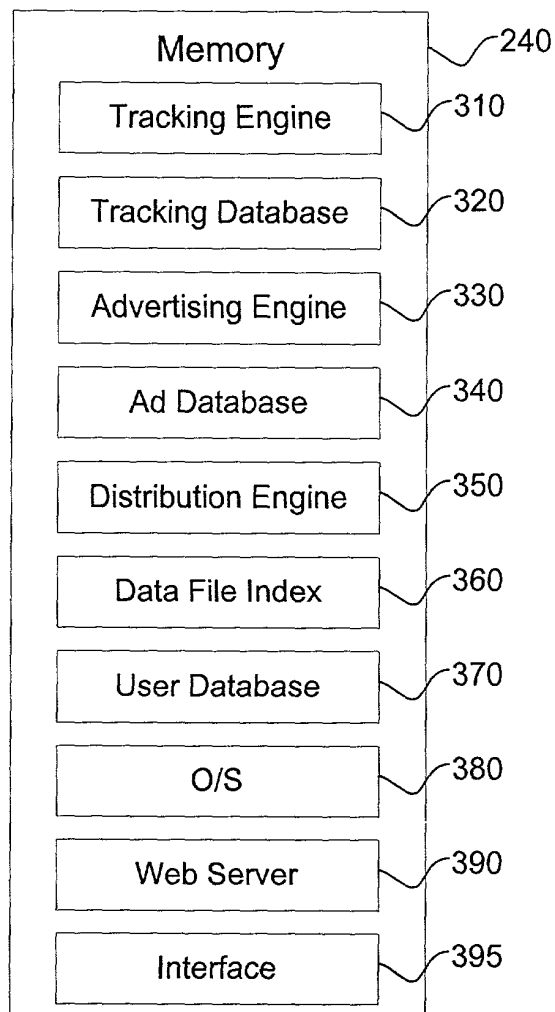 Memory 240
Tracking Engine 310
Tracking Database 320
Advertising Engine 330
Ad Database 340
Distribution Engine 350
Data File Index 360
User Database 370
O/S 380
Web Server 390
Interface 395